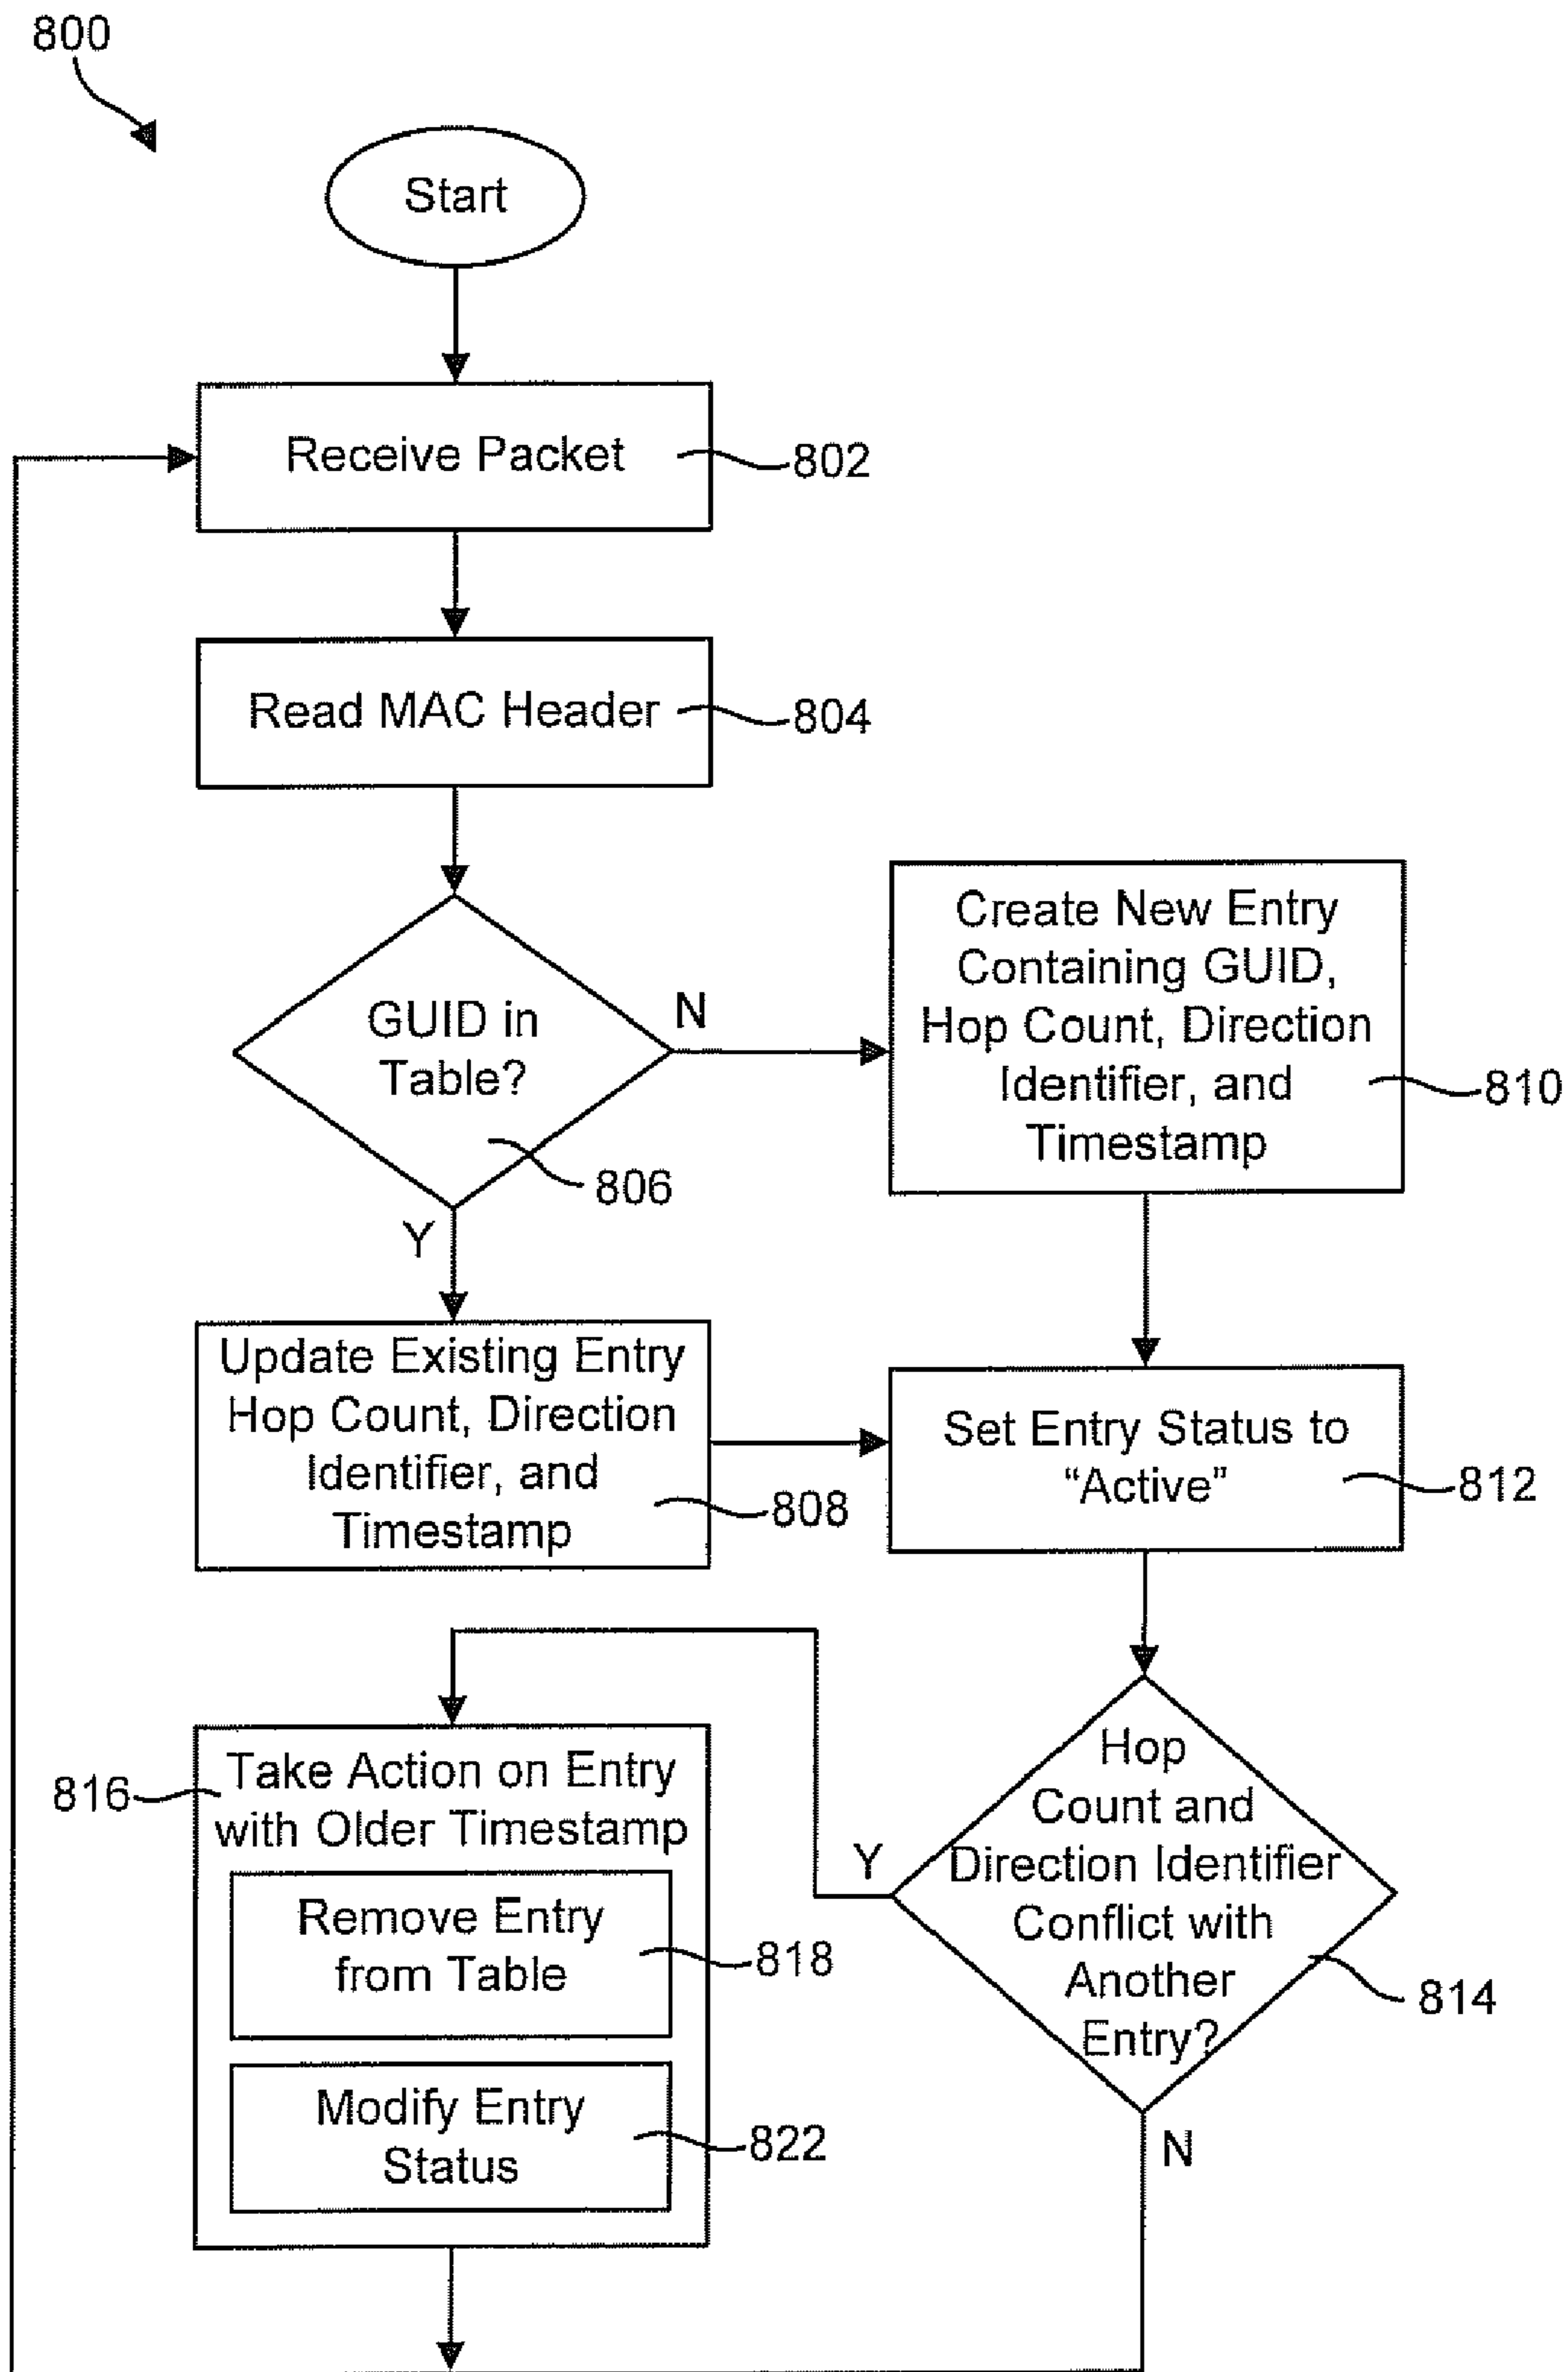 800
Start
Receive Packet
802
Read MAC Header
804
GUID in
Table?
N
806
Y
Create New Entry
Containing GUID,
Hop Count, Direction
Identifier, and
Timestamp
810
Update Existing Entry
Hop Count, Direction
Identifier, and
Timestamp
808
Set Entry Status to
“Active”
812
Hop
Count and
Direction Identifier
Conflict with
Another
Entry?
Y
814
N
816
Take Action on Entry
with Older Timestamp
Remove Entry
from Table
818
Modify Entry
Status
822